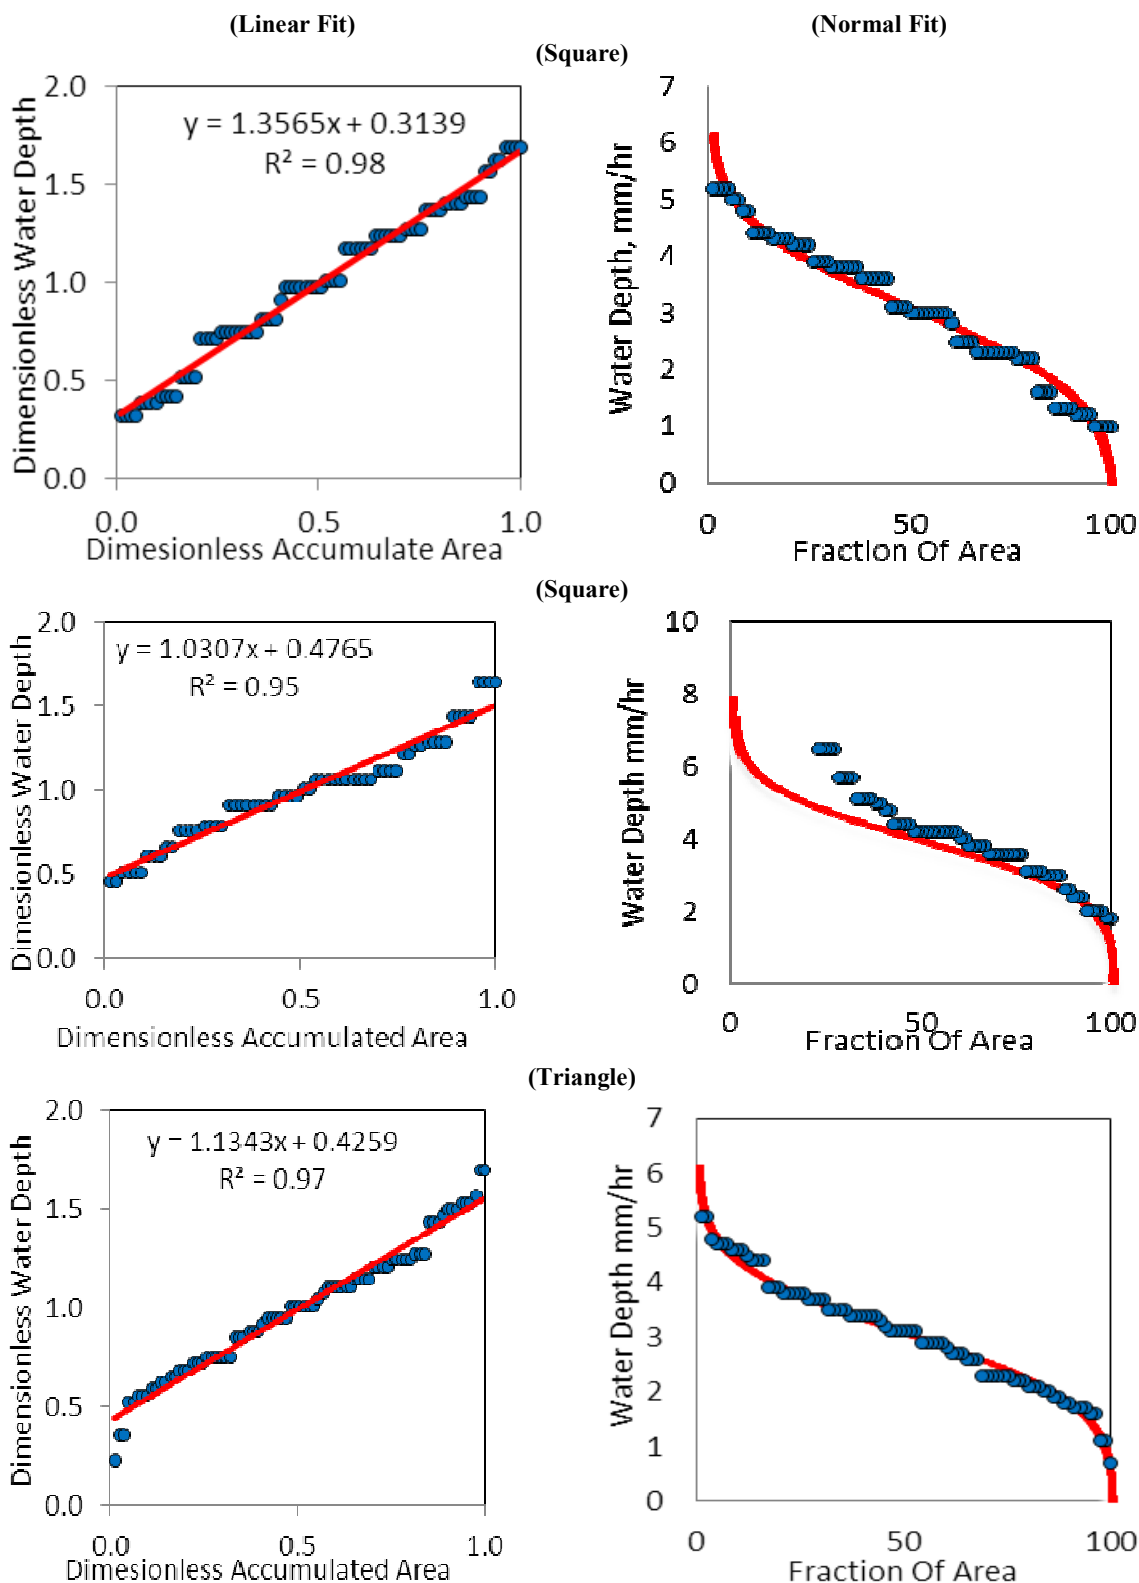 (Linear Fit)
(Normal Fit)
(Square)
Dimensionless Water Depth
2.0
1.5
1.0
0.5
0.0
y = 1.3565x + 0.3139
R² = 0.98
0.0 0.5 1.0
Dimesionless Accumulate Area
Water Depth, mm/hr
7
6
5
4
3
2
1
0
0 50 100
Fraction Of Area
(Square)
Dimesionless Water Depth
2.0
1.5
1.0
0.5
0.0
y = 1.0307x + 0.4765
R² = 0.95
0.0 0.5 1.0
Dimensionless Accumulated Area
Water Depth mm/hr
10
8
6
4
2
0
0 50 100
Fraction Of Area
(Triangle)
Dimesionless Water Depth
2.0
1.5
1.0
0.5
0.0
y = 1.1343x + 0.4259
R² = 0.97
0.0 0.5 1.0
Dimesionless Accumulated Area
Water Depth mm/hr
7
6
5
4
3
2
1
0
0 50 100
Fraction Of Area